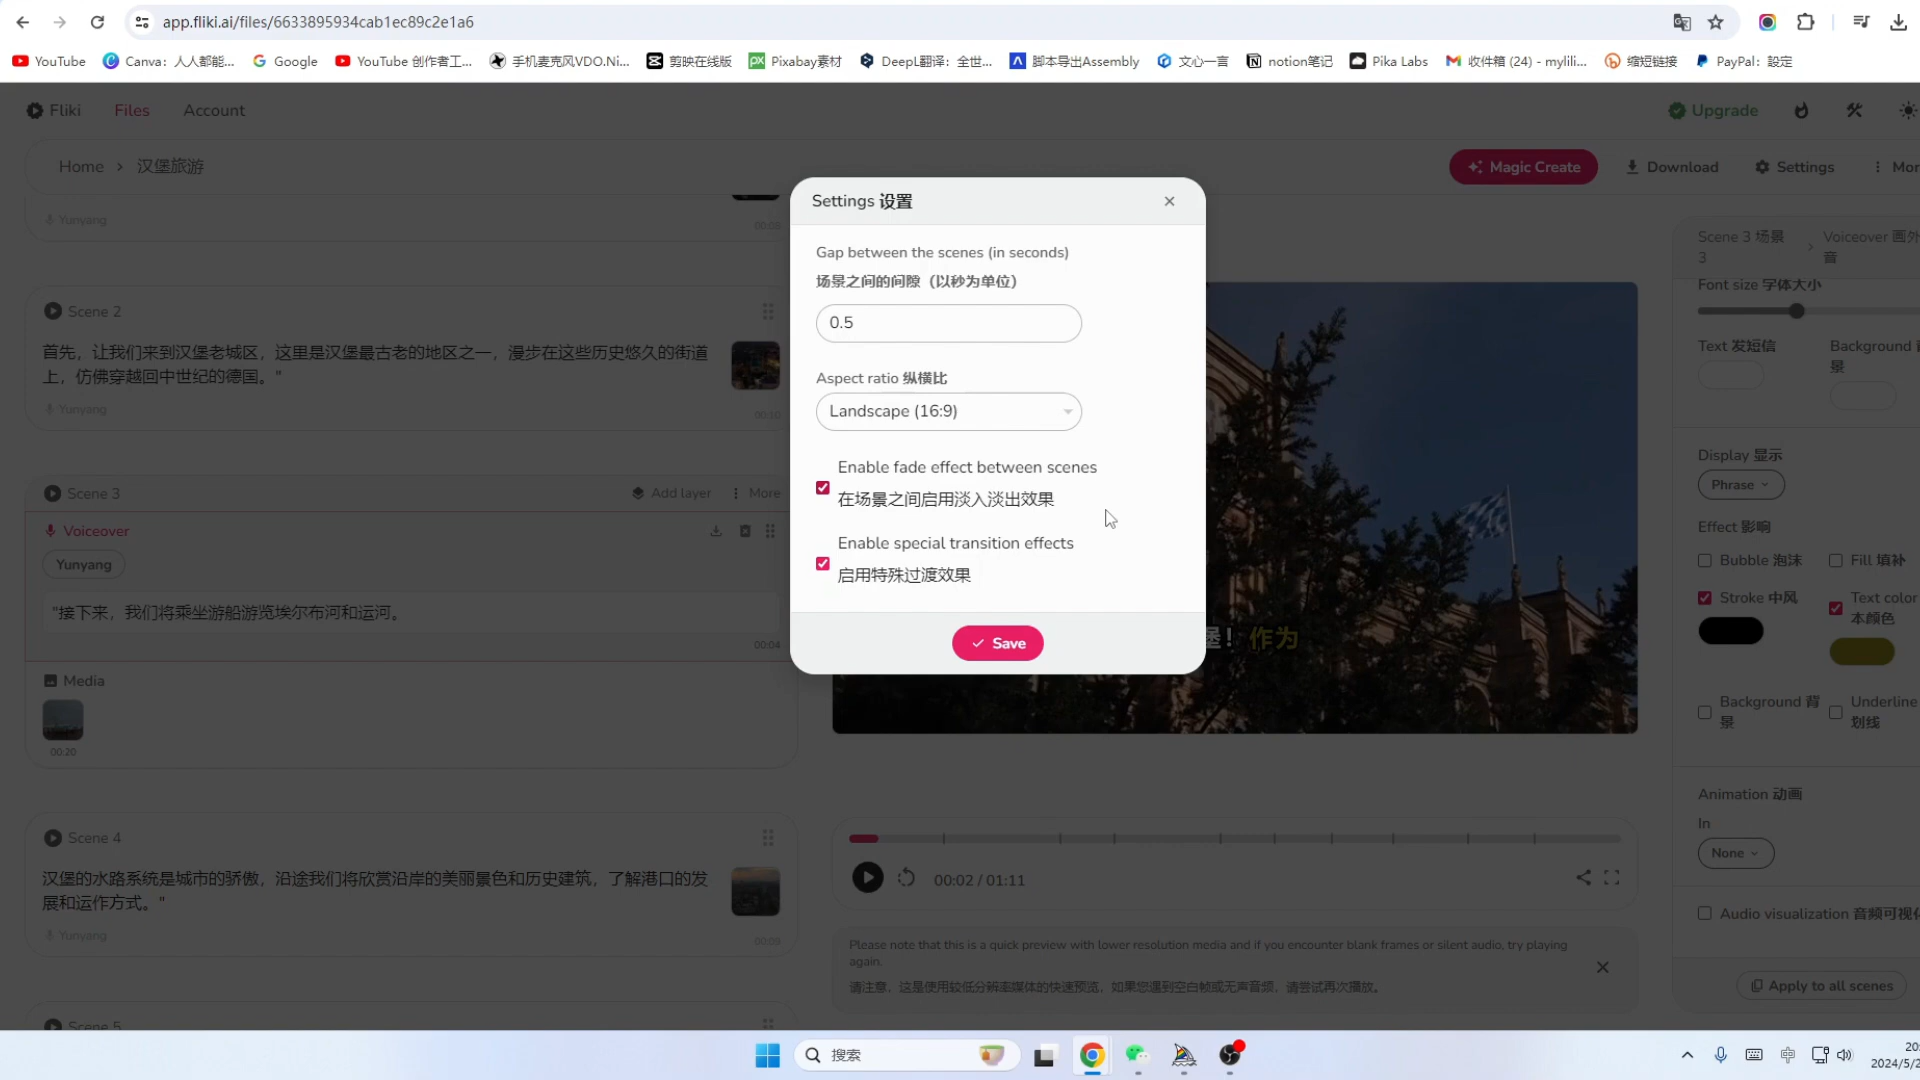 app.fliki.ai/files/6633895934cab1ec89c2e1a6
YouTube
Canva：人人都能...
Google
YouTube 创作者工...
手机麦克风VDO.Ni...
剪映在线版
Pixabay素材
DeepL翻译：全世...
脚本导出Assembly
文心一言
notion笔记
Pika Labs
收件箱 (24) - mylili...
缩短链接
PayPal：設定
Fliki
Files
Account
Upgrade
Home › 汉堡旅游
Magic Create
Download
Settings
Mor
Yunyang
00:08
Scene 2
首先，让我们来到汉堡老城区，这里是汉堡最古老的地区之一，漫步在这些历史悠久的街道
上，仿佛穿越回中世纪的德国。"
Yunyang
00:10
Scene 3
Add layer
More
Voiceover
Yunyang
"接下来，我们将乘坐游船游览埃尔布河和运河。
00:04
Media
00:20
Scene 4
汉堡的水路系统是城市的骄傲，沿途我们将欣赏沿岸的美丽景色和历史建筑，了解港口的发
展和运作方式。"
Yunyang
00:09
Scene 5
Settings 设置
Gap between the scenes (in seconds)
场景之间的间隙（以秒为单位）
0.5
Aspect ratio 纵横比
Landscape (16:9)
Enable fade effect between scenes
在场景之间启用淡入淡出效果
Enable special transition effects
启用特殊过渡效果
Save
堡！作为
00:02 / 01:11
Please note that this is a quick preview with lower resolution media and if you encounter blank frames or silent audio, try playing
again.
请注意，这是使用较低分辨率媒体的快速预览，如果您遇到空白帧或无声音频，请尝试再次播放。
Scene 3 场景
3
›
Voiceover 画外
音
Font size 字体大小
Text 发短信
Background 背
景
Display 显示
Phrase
Effect 影响
Bubble 泡沫
Fill 填补
Stroke 中风
Text color
本颜色
Background 背
景
Underline
划线
Animation 动画
In
None
Audio visualization 音频可视化
Apply to all scenes
搜索
中
20:
2024/5/2